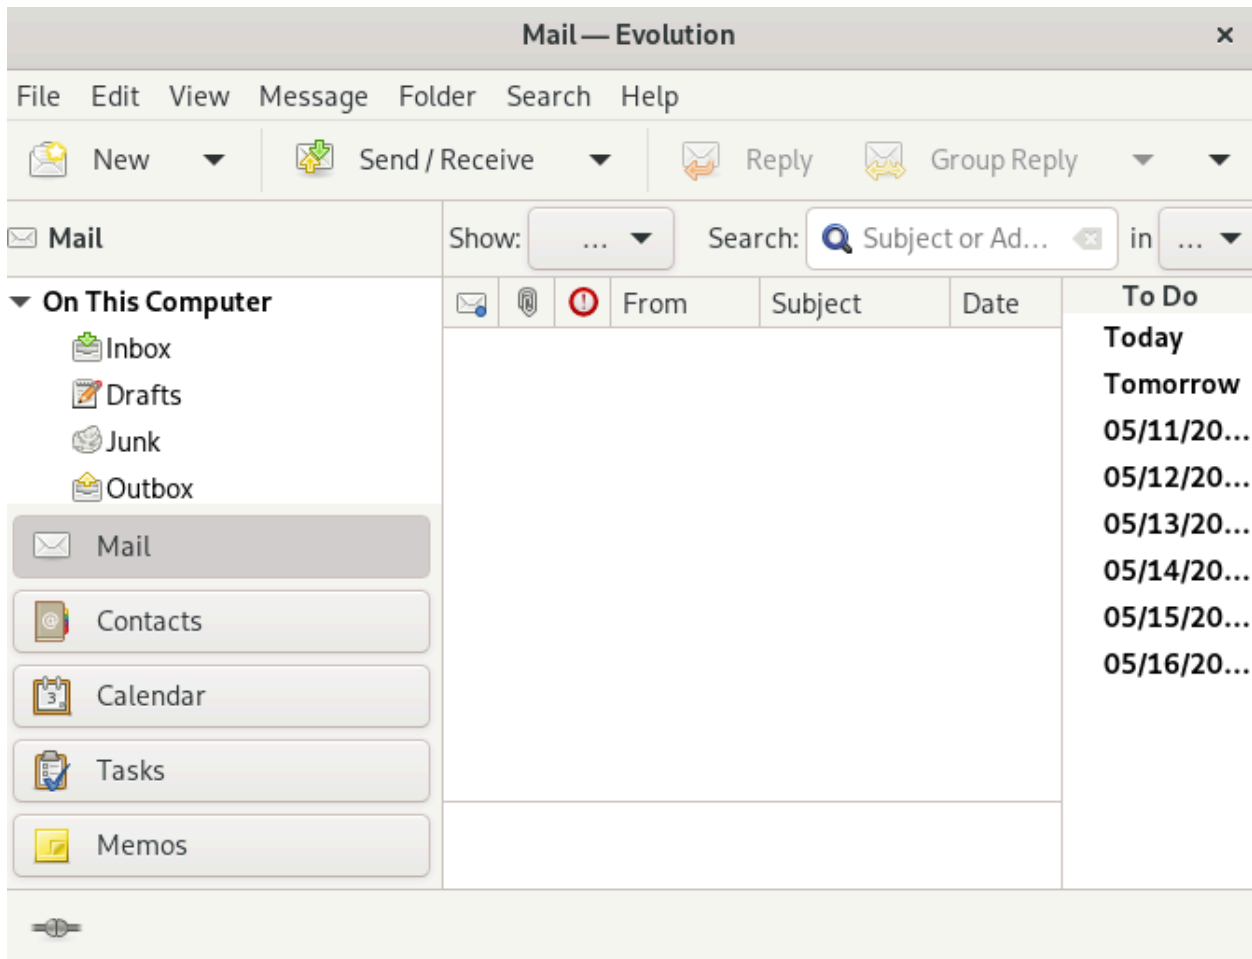 Mail — Evolution
File Edit View Message Folder Search Help
New Send / Receive Reply Group Reply
Mail
Show: ... Search: Subject or Ad... in ...
On This Computer
Inbox
Drafts
Junk
Outbox
Mail
Contacts
3
Calendar
Tasks
Memos
From Subject Date
To Do
Today
Tomorrow
05/11/20...
05/12/20...
05/13/20...
05/14/20...
05/15/20...
05/16/20...